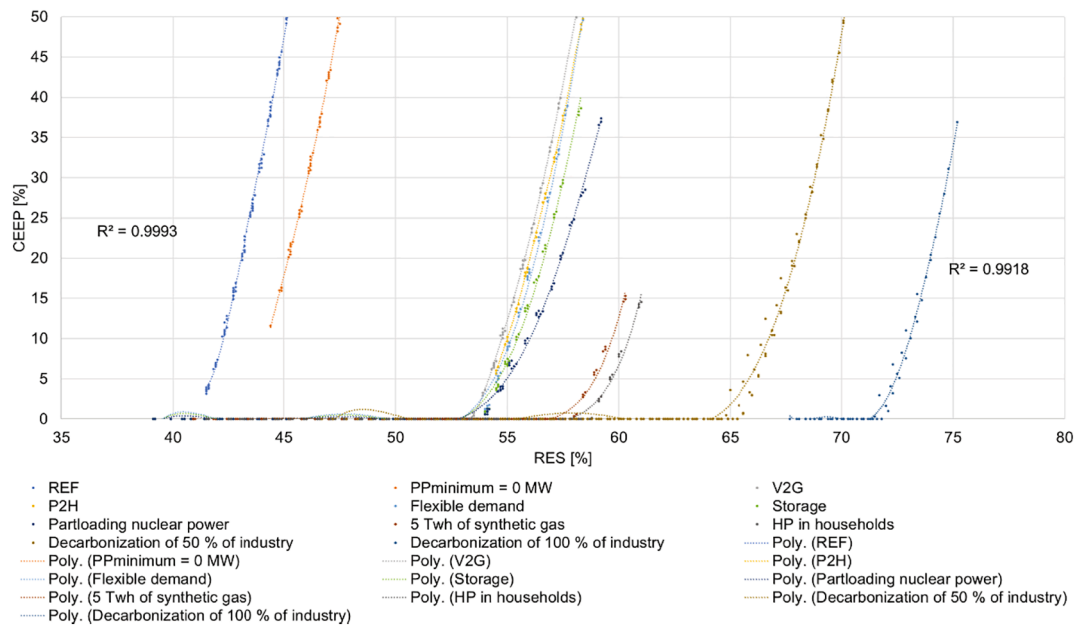 50
45
40
35
30
25
20
15
10
5
0
CEEP [%]
R² = 0.9993
R² = 0.9918
35 40 45 50 55 60 65 70 75 80
RES [%]
REF PPminimum = 0 MW V2G
P2H Flexible demand Storage
Partloading nuclear power 5 Twh of synthetic gas HP in households
Decarbonization of 50 % of industry Decarbonization of 100 % of industry Poly. (REF)
Poly. (PPminimum = 0 MW) Poly. (V2G) Poly. (P2H)
Poly. (Flexible demand) Poly. (Storage) Poly. (Partloading nuclear power)
Poly. (5 Twh of synthetic gas) Poly. (HP in households) Poly. (Decarbonization of 50 % of industry)
Poly. (Decarbonization of 100 % of industry)